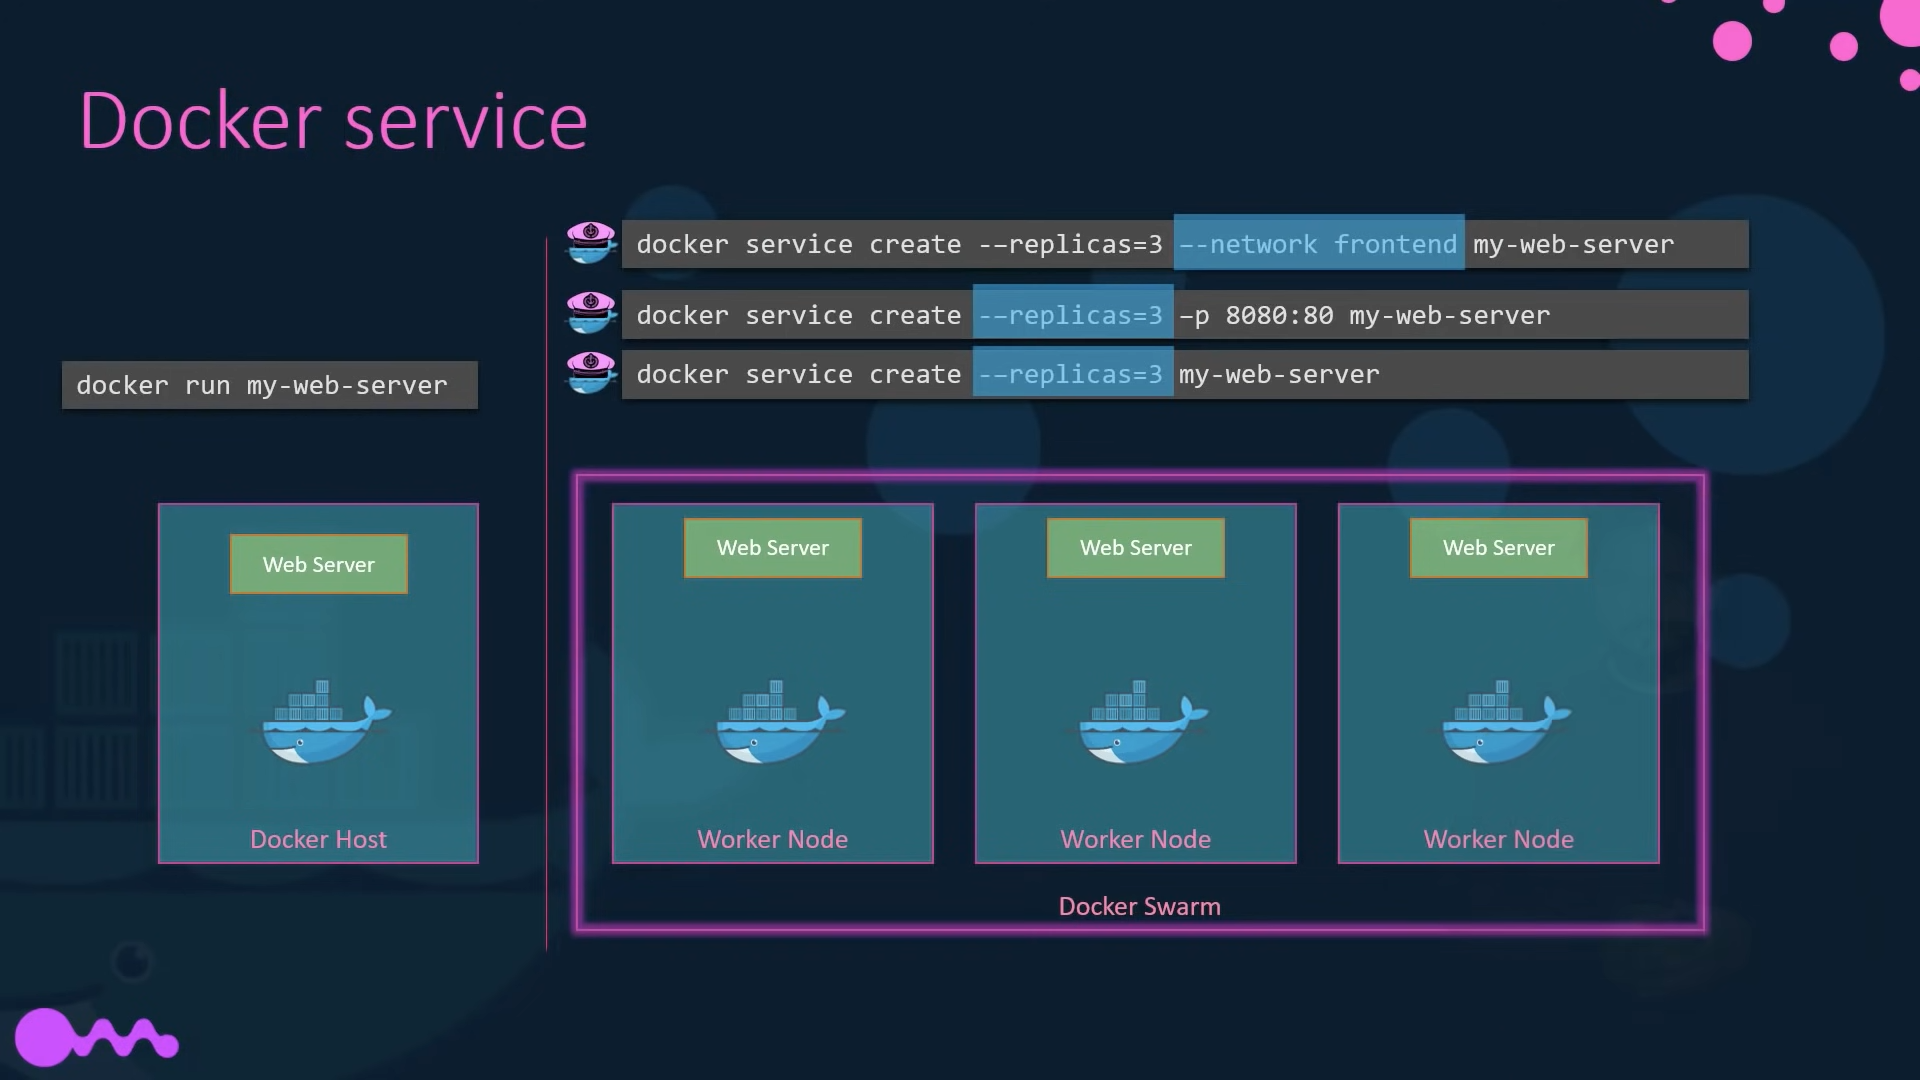 Docker service
docker service create --replicas=3 --network frontend my-web-server
docker service create --replicas=3 –p 8080:80 my-web-server
docker service create --replicas=3 my-web-server
docker run my-web-server
Web Server
Docker Host
Web Server
Web Server
Web Server
Worker Node
Worker Node
Worker Node
Docker Swarm